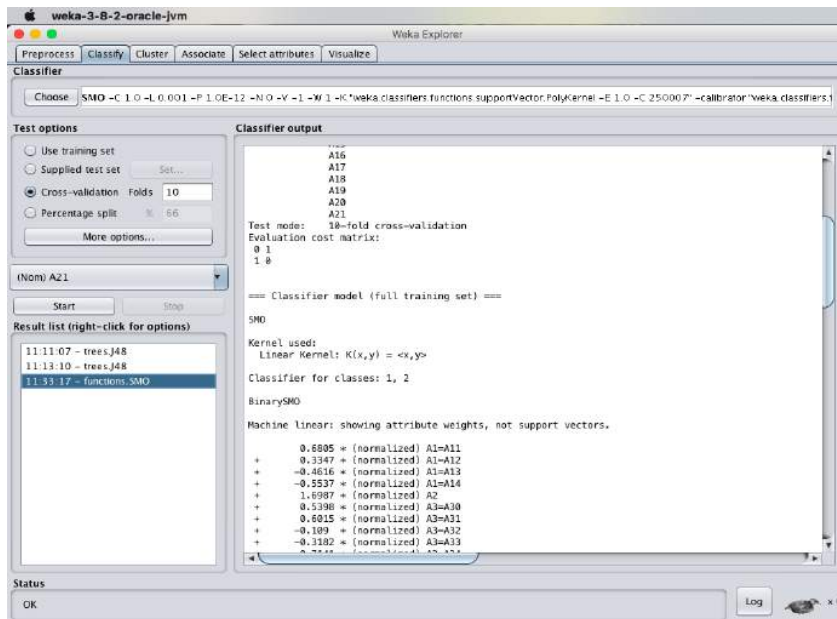 weka-3-8-2-oracle-jvm
Weka Explorer
Preprocess Classify Cluster Associate Select attributes Visualize
Classifier
Choose SMO -C 1.0 -L 0.001 -P 1.0E-12 -N 0 -V -1 -W 1 -K "weka.classifiers.functions.supportVector.PolyKernel -E 1.0 -C 250007" -calibrator "weka.classifiers.
Test options
Use training set
Supplied test set Set...
Cross-validation Folds 10
Percentage split % 66
More options...
(Nom) A21
Start Stop
Result list (right-click for options)
11:11:07 - trees.J48
11:13:10 - trees.J48
11:33:17 - functions.SMO
Classifier output
A16
A17
A18
A19
A20
A21
Test mode: 10-fold cross-validation
Evaluation cost matrix:
0 1
1 0
=== Classifier model (full training set) ===
SMO
Kernel used:
Linear Kernel: K(x,y) = <x,y>
Classifier for classes: 1, 2
BinarySMO
Machine linear: showing attribute weights, not support vectors.
0.6805 * (normalized) A1=A11
+ 0.3347 * (normalized) A1=A12
+ -0.4616 * (normalized) A1=A13
+ -0.5537 * (normalized) A1=A14
+ 1.6987 * (normalized) A2
+ 0.5398 * (normalized) A3=A30
+ 0.6015 * (normalized) A3=A31
+ -0.109 * (normalized) A3=A32
+ -0.3182 * (normalized) A3=A33
Status
OK
Log
x